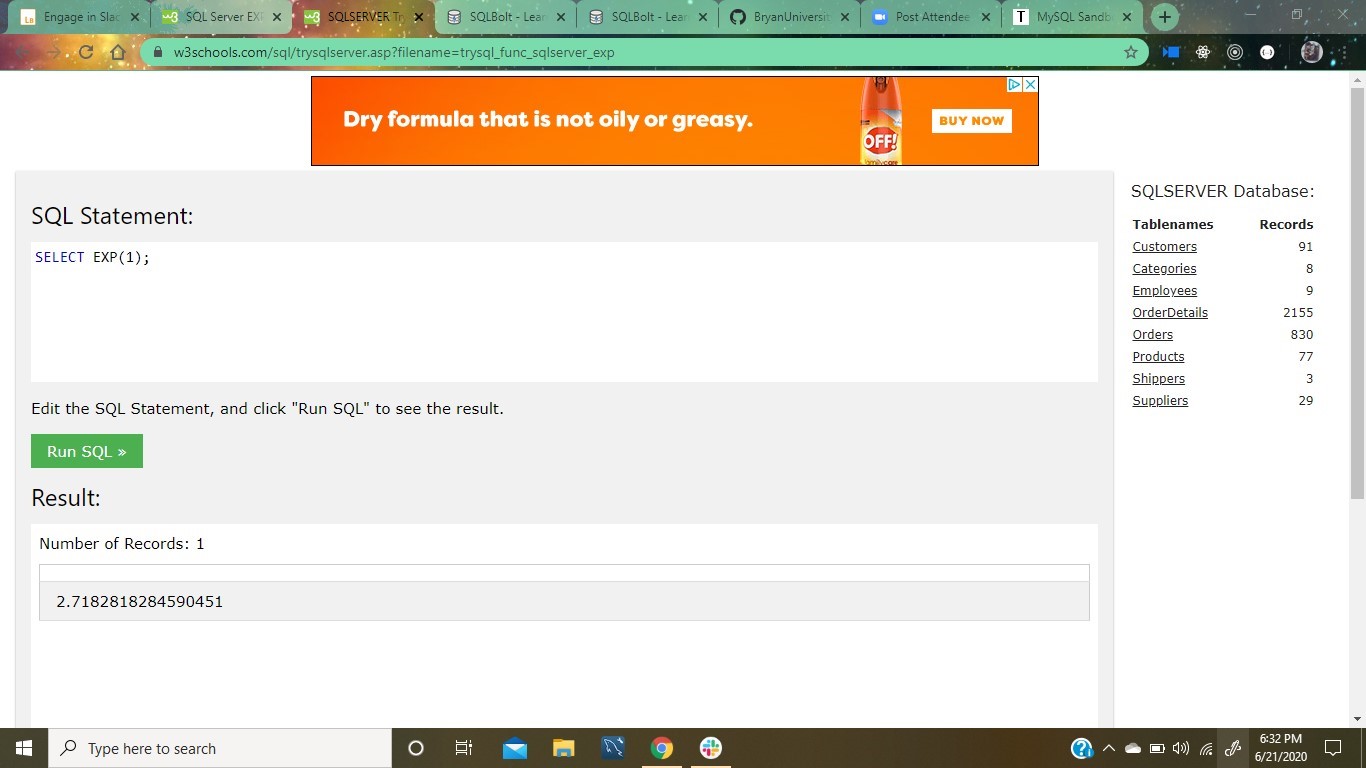 Engage in Slac
SQL Server EXP
SQLSERVER Try
SQLBolt - Lear
SQLBolt - Lear
BryanUniversit
Post Attendee
MySQL Sandb
w3schools.com/sql/trysqlserver.asp?filename=trysql_func_sqlserver_exp
Dry formula that is not oily or greasy.
OFF!
familycare
BUY NOW
SQL Statement:
SELECT EXP(1);
Edit the SQL Statement, and click "Run SQL" to see the result.
Run SQL »
Result:
Number of Records: 1
2.7182818284590451
SQLSERVER Database:
Tablenames Records
Customers 91
Categories 8
Employees 9
OrderDetails 2155
Orders 830
Products 77
Shippers 3
Suppliers 29
Type here to search
6:32 PM
6/21/2020